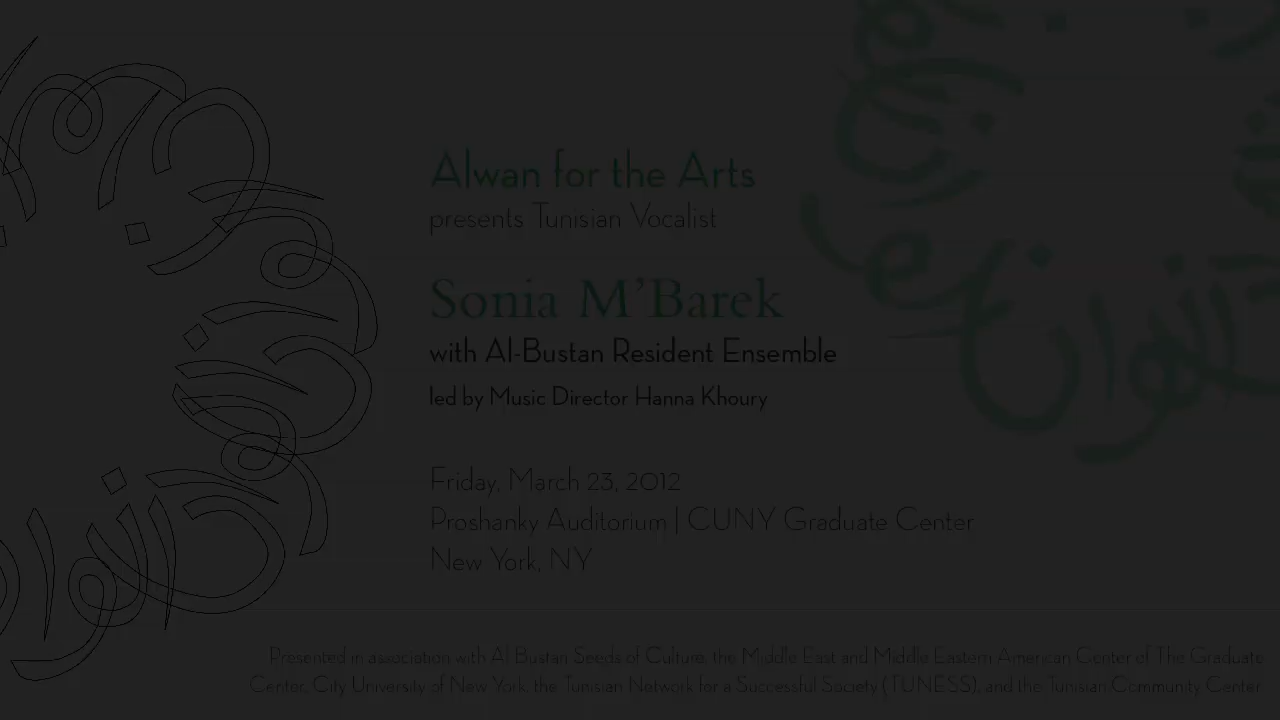 Alwan for the Arts
presents Tunisian Vocalist
Sonia M'Barek
with Al-Bustan Resident Ensemble
led by Music Director Hanna Khoury
Friday, March 23, 2012
Proshanky Auditorium | CUNY Graduate Center
New York, NY
Presented in association with Al Bustan Seeds of Culture, the Middle East and Middle Eastern American Center of The Graduate
Center, City University of New York, the Tunisian Network for a Successful Society (TUNESS), and the Tunisian Community Center